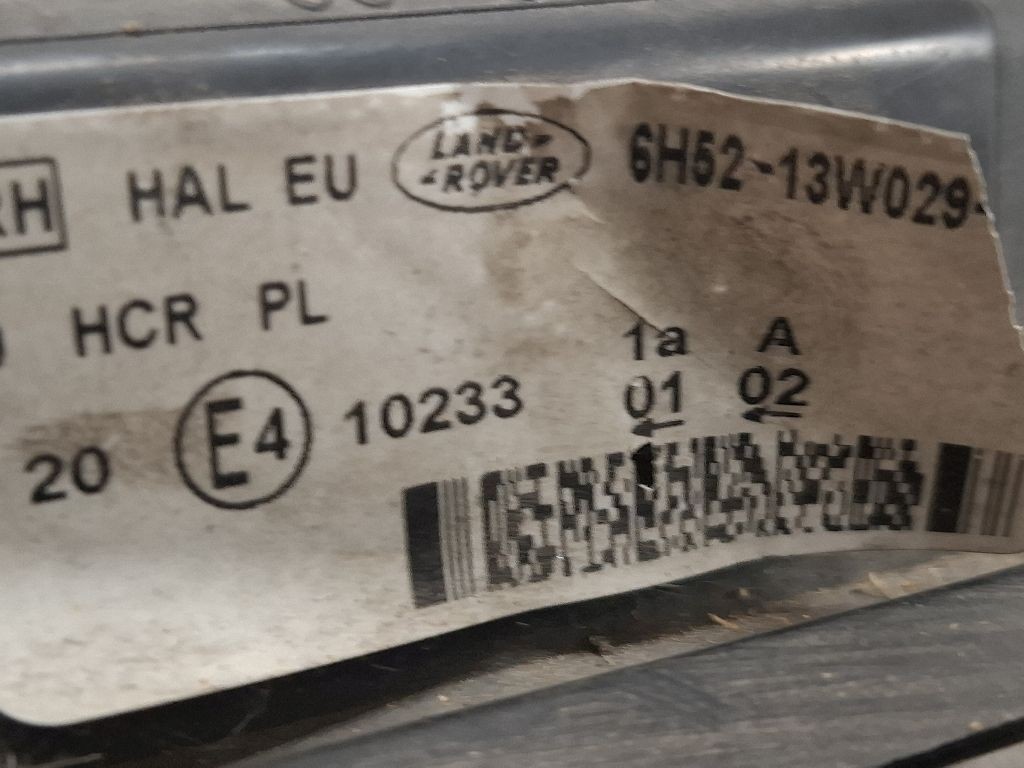 RH HAL EU LAND ROVER 6H52-13W029-
HCR PL
1a A
20 E4 10233 01 02